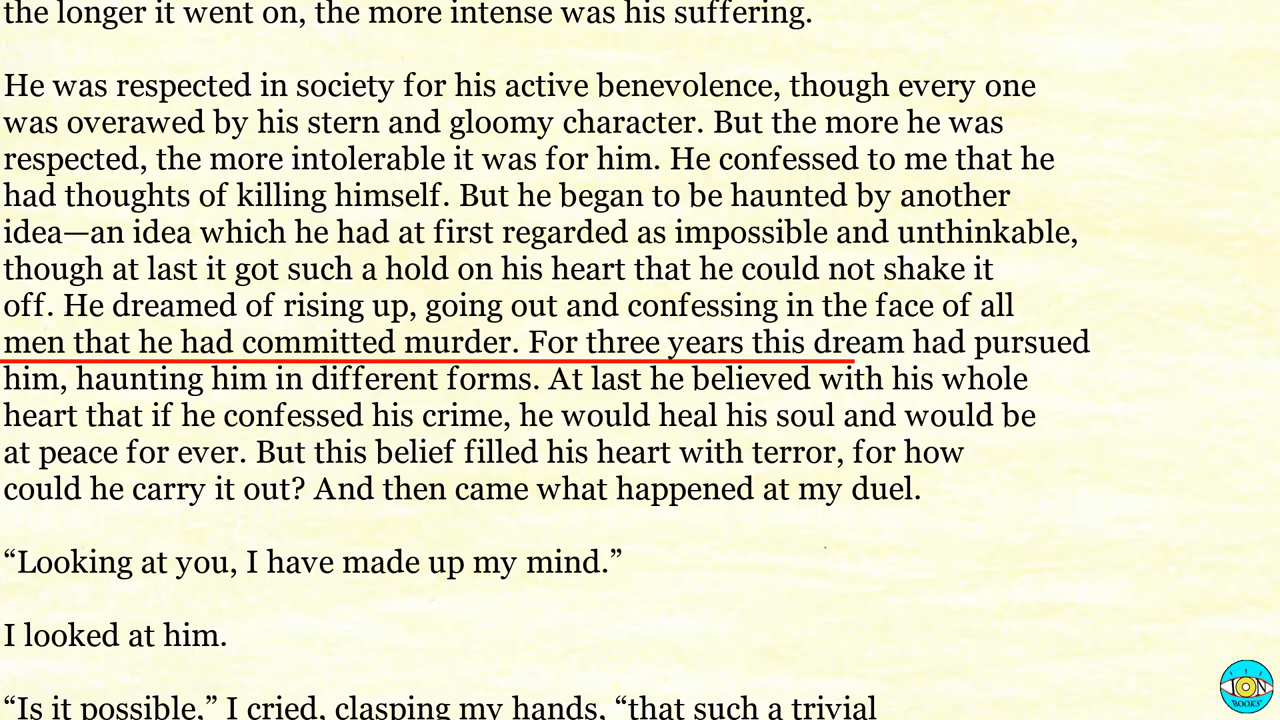 the longer it went on, the more intense was his suffering.
He was respected in society for his active benevolence, though every one
was overawed by his stern and gloomy character. But the more he was
respected, the more intolerable it was for him. He confessed to me that he
had thoughts of killing himself. But he began to be haunted by another
idea—an idea which he had at first regarded as impossible and unthinkable,
though at last it got such a hold on his heart that he could not shake it
off. He dreamed of rising up, going out and confessing in the face of all
men that he had committed murder. For three years this dream had pursued
him, haunting him in different forms. At last he believed with his whole
heart that if he confessed his crime, he would heal his soul and would be
at peace for ever. But this belief filled his heart with terror, for how
could he carry it out? And then came what happened at my duel.
“Looking at you, I have made up my mind.”
I looked at him.
“Is it possible,” I cried, clasping my hands, “that such a trivial
I
ION
BOOKS